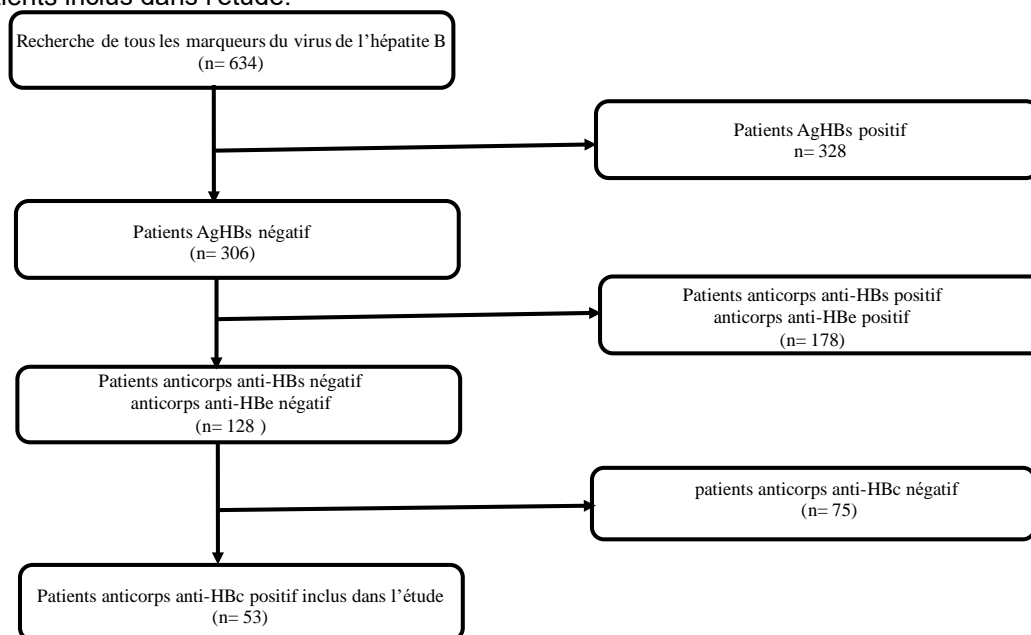 Recherche de tous les marqueurs du virus de l'hépatite B
(n= 634)
Patients AgHBs positif
n= 328
Patients AgHBs négatif
(n= 306)
Patients anticorps anti-HBs positif
anticorps anti-HBe positif
(n= 178)
Patients anticorps anti-HBs négatif
anticorps anti-HBe négatif
(n= 128 )
patients anticorps anti-HBc négatif
(n= 75)
Patients anticorps anti-HBc positif inclus dans l'étude
(n= 53)